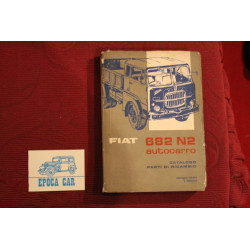 FIAT 682 N2
autocarro
CATALOGO
PARTI DI RICAMBIO
EPOCA CAR